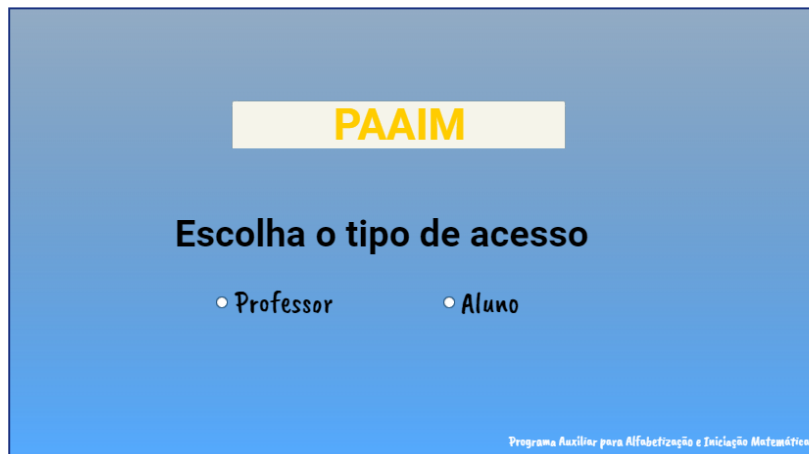 PAAIM
Escolha o tipo de acesso
Professor Aluno
Programa Auxiliar para Alfabetização e Iniciação Matemática